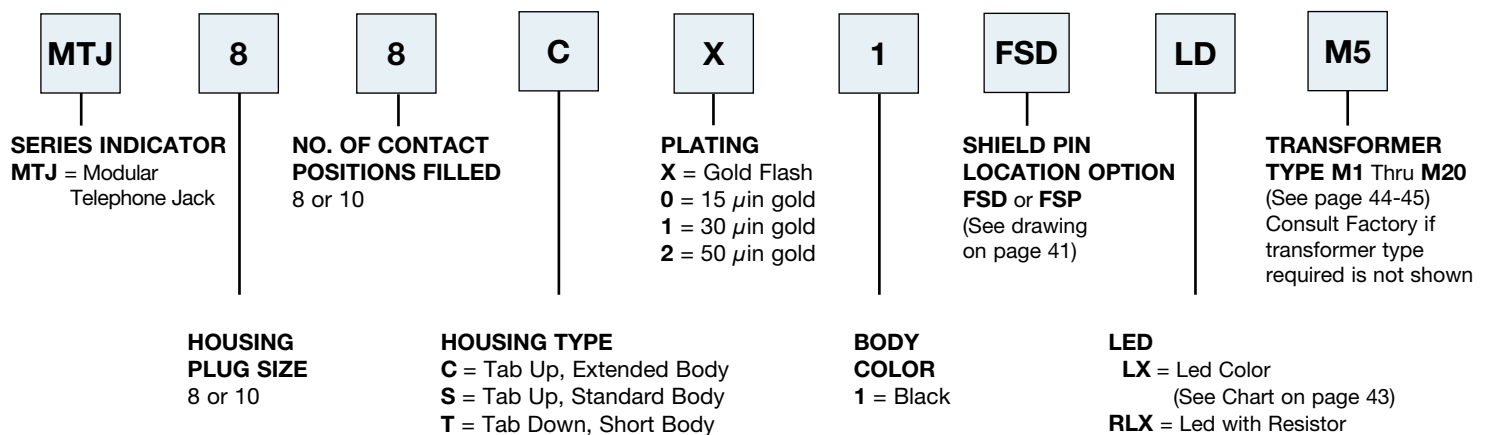 MTJ 8 8 C X 1 FSD LD M5
SERIES INDICATOR
MTJ = Modular
Telephone Jack
NO. OF CONTACT
POSITIONS FILLED
8 or 10
PLATING
X = Gold Flash
0 = 15 µin gold
1 = 30 µin gold
2 = 50 µin gold
SHIELD PIN
LOCATION OPTION
FSD or FSP
(See drawing
on page 41)
TRANSFORMER
TYPE M1 Thru M20
(See page 44-45)
Consult Factory if
transformer type
required is not shown
HOUSING
PLUG SIZE
8 or 10
HOUSING TYPE
C = Tab Up, Extended Body
S = Tab Up, Standard Body
T = Tab Down, Short Body
BODY
COLOR
1 = Black
LED
LX = Led Color
(See Chart on page 43)
RLX = Led with Resistor